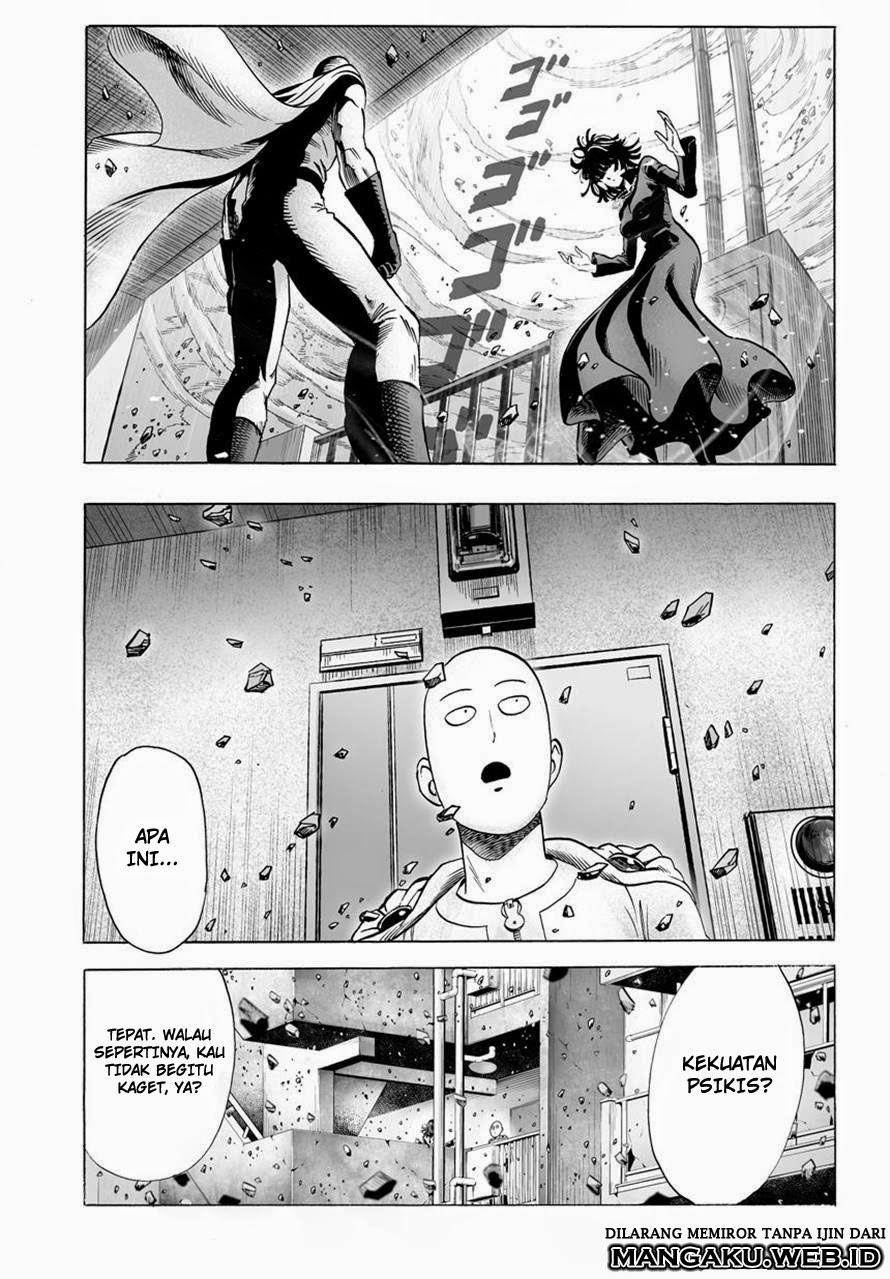 ゴゴゴゴゴゴ
APA
INI...
KEKUATAN
PSIKIS?
TEPAT. WALAU
SEPERTINYA, KAU
TIDAK BEGITU
KAGET, YA?
DILARANG MEMIROR TANPA IJIN DARI
MANGAKU.WEB.ID